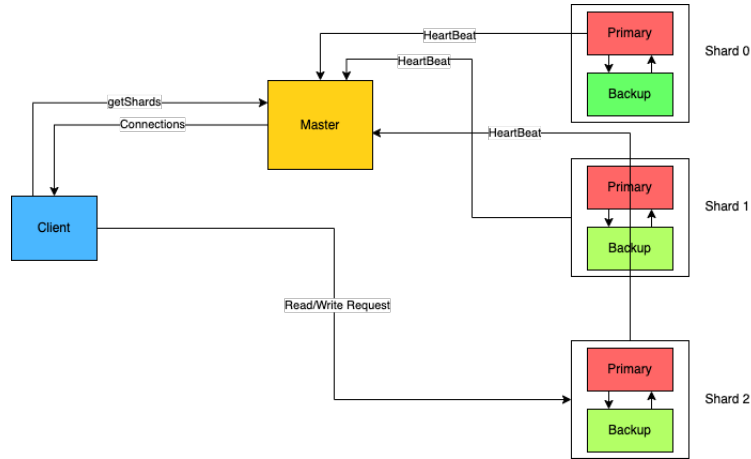 HeartBeat
Primary
Shard 0
HeartBeat
Backup
getShards
Connections
Master
HeartBeat
Primary
Shard 1
Client
Backup
Read/Write Request
Primary
Shard 2
Backup